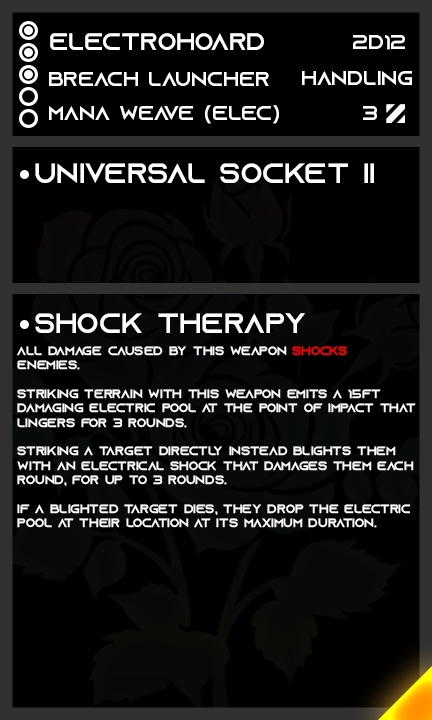 ELECTROHOARD 2D12
BREACH LAUNCHER HANDLING
MANA WEAVE (ELEC) 3
•UNIVERSAL SOCKET II
•SHOCK THERAPY
ALL DAMAGE CAUSED BY THIS WEAPON SHOCKS
ENEMIES.
STRIKING TERRAIN WITH THIS WEAPON EMITS A 15FT
DAMAGING ELECTRIC POOL AT THE POINT OF IMPACT THAT
LINGERS FOR 3 ROUNDS.
STRIKING A TARGET DIRECTLY INSTEAD BLIGHTS THEM
WITH AN ELECTRICAL SHOCK THAT DAMAGES THEM EACH
ROUND, FOR UP TO 3 ROUNDS.
IF A BLIGHTED TARGET DIES, THEY DROP THE ELECTRIC
POOL AT THEIR LOCATION AT ITS MAXIMUM DURATION.